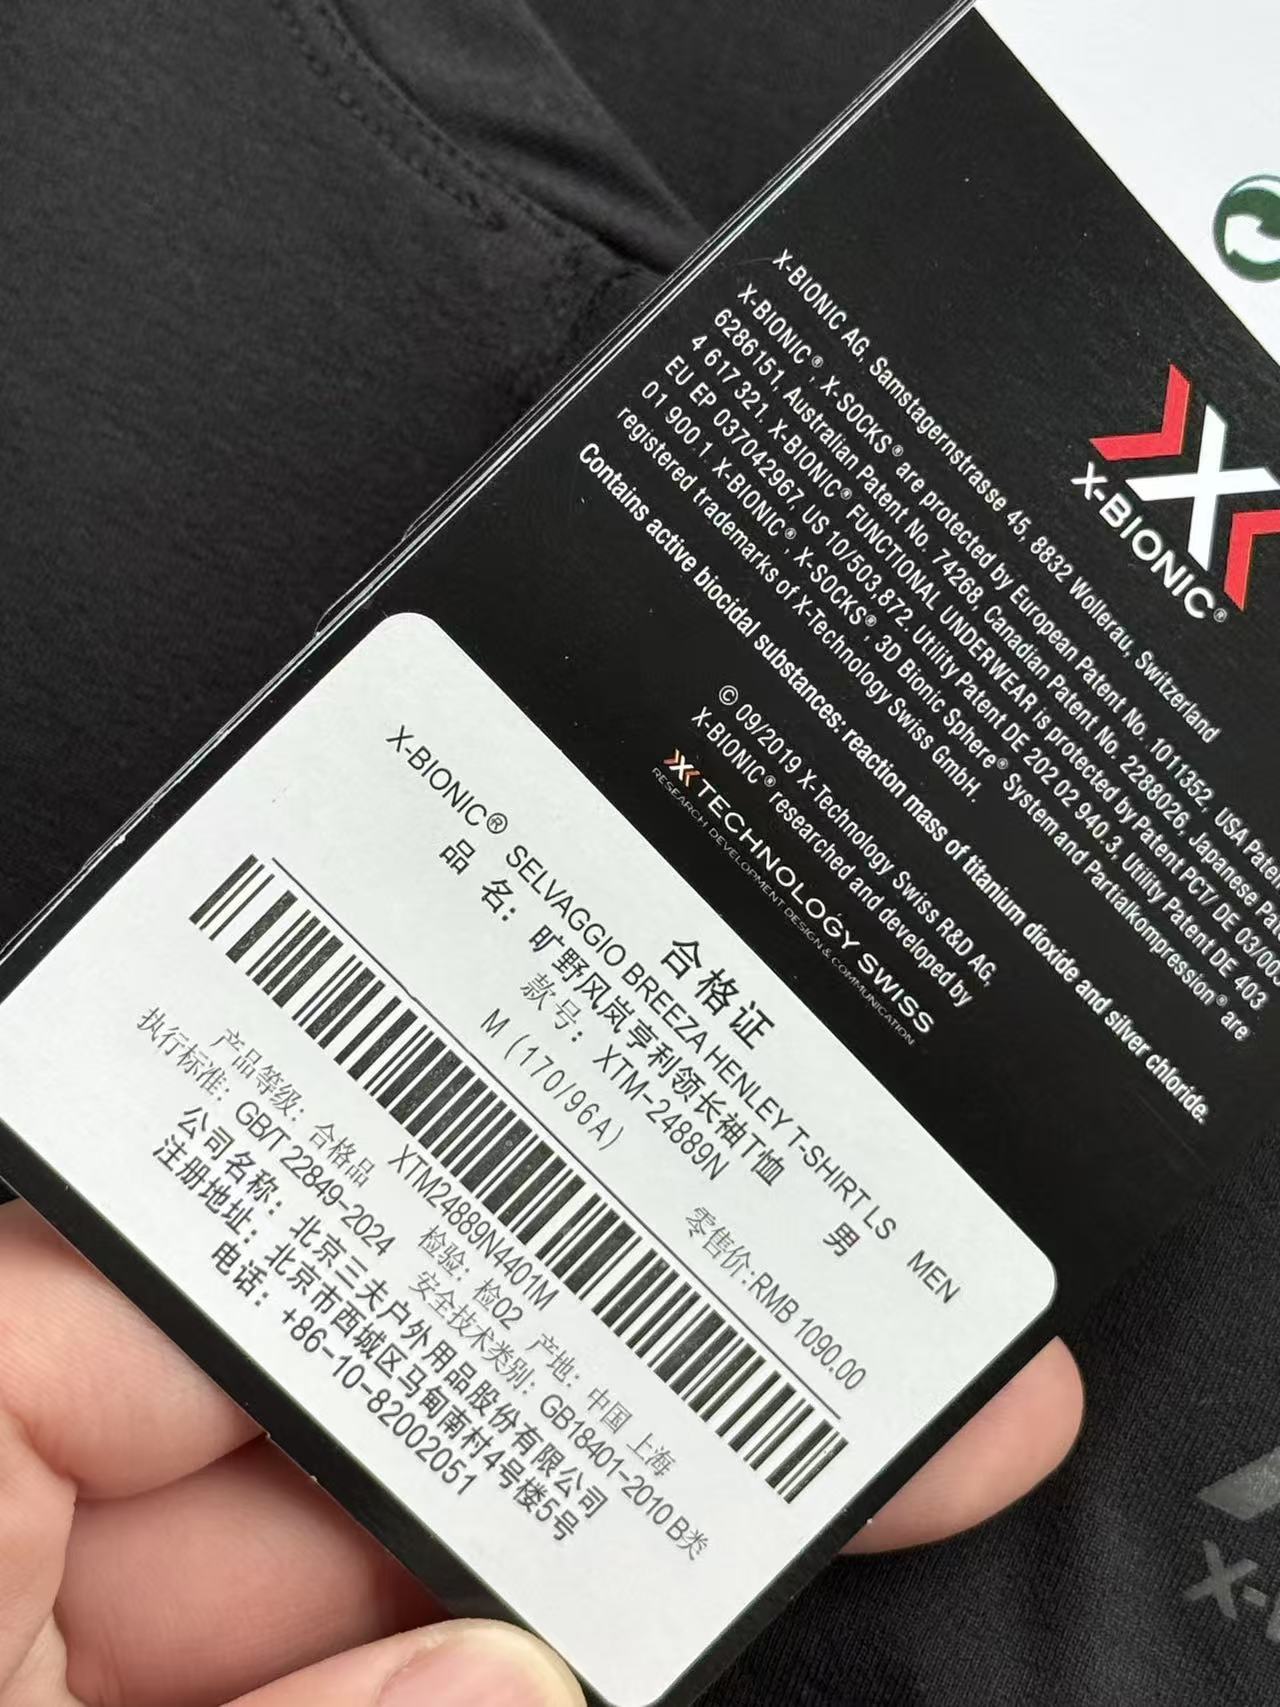 X-BIONIC®
X-BIONIC AG, Samstagernstrasse 45, 8832 Wollerau, Switzerland
X-BIONIC®, X-SOCKS® are protected by European Patent No. 1011352, USA
6286151, Australian Patent No. 74268, Canadian Patent No. 2288026, Japanese
4 617 321. X-BIONIC® FUNCTIONAL UNDERWEAR is protected by Patent PCT/ DE
EU EP 037042967, US 10/503,872, Utility Patent DE 202 02 940.3, Utility Patent DE 403
01 900 1. X-BIONIC®, X-SOCKS®, 3D Bionic Sphere® System and Partialkompression® are
registered trademarks of X-Technology Swiss GmbH.
Contains active biocidal substances: reaction mass of titanium dioxide and silver chloride.
© 09/2019 X-Technology Swiss R&D AG,
X-BIONIC® researched and developed by
X TECHNOLOGY SWISS
RESEARCH DEVELOPMENT DESIGN & COMMUNICATION
合格证
X-BIONIC® SELVAGGIO BREEZA HENLEY T-SHIRT LS MEN
品 名: 旷野风岚亨利领长袖T恤 男
款号: XTM-24889N
M (170/96A) 零售价:RMB 1090.00
XTM24889N4401M
产品等级: 合格品 检验: 检02 产地: 中国 上海
执行标准: GB/T 22849-2024 安全技术类别: GB18401-2010 B类
公司名称: 北京三夫户外用品股份有限公司
注册地址: 北京市西城区马甸南村4号楼5号
电话: +86-10-82002051